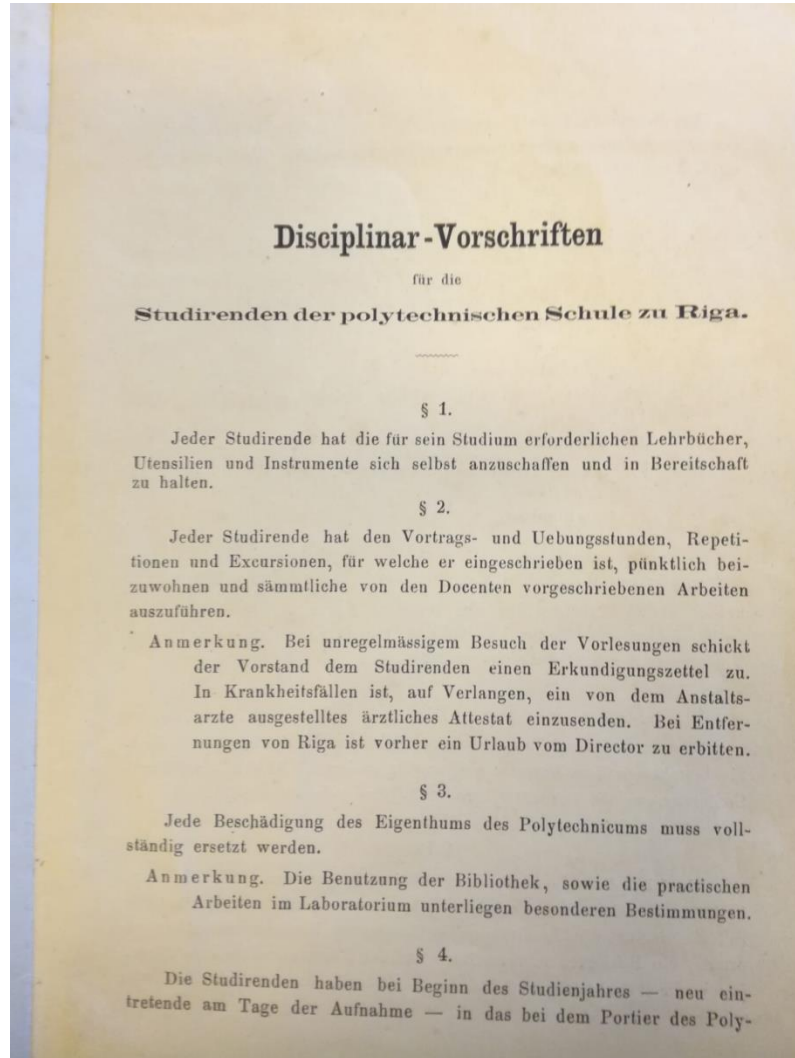 Disciplinar-Vorschriften
für die
Studirenden der polytechnischen Schule zu Riga.
§ 1.
Jeder Studirende hat die für sein Studium erforderlichen Lehrbücher,
Utensilien und Instrumente sich selbst anzuschaffen und in Bereitschaft
zu halten.
§ 2.
Jeder Studirende hat den Vortrags- und Uebungsstunden, Repeti-
tionen und Excursionen, für welche er eingeschrieben ist, pünktlich bei-
zuwohnen und sämmtliche von den Docenten vorgeschriebenen Arbeiten
auszuführen.
Anmerkung. Bei unregelmässigem Besuch der Vorlesungen schickt
der Vorstand dem Studirenden einen Erkundigungszettel zu.
In Krankheitsfällen ist, auf Verlangen, ein von dem Anstalts-
arzte ausgestelltes ärztliches Attestat einzusenden. Bei Entfer-
nungen von Riga ist vorher ein Urlaub vom Director zu erbitten.
§ 3.
Jede Beschädigung des Eigenthums des Polytechnicums muss voll-
ständig ersetzt werden.
Anmerkung. Die Benutzung der Bibliothek, sowie die practischen
Arbeiten im Laboratorium unterliegen besonderen Bestimmungen.
§ 4.
Die Studirenden haben bei Beginn des Studienjahres — neu ein-
tretende am Tage der Aufnahme — in das bei dem Portier des Poly-